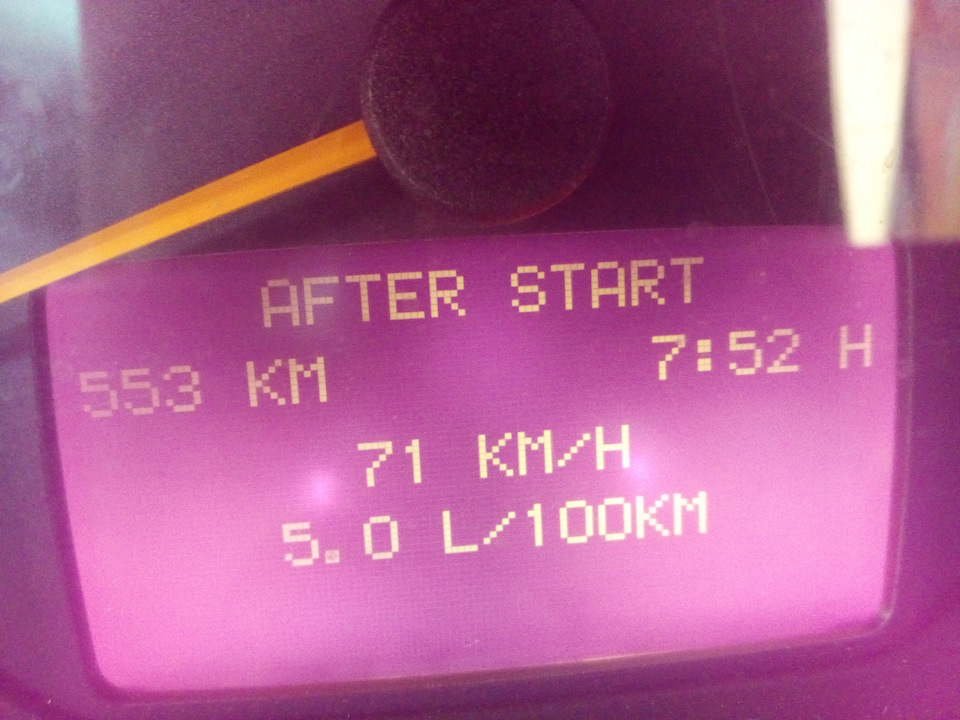 AFTER START
553 KM 7:52 H
71 KM/H
5.0 L/100KM